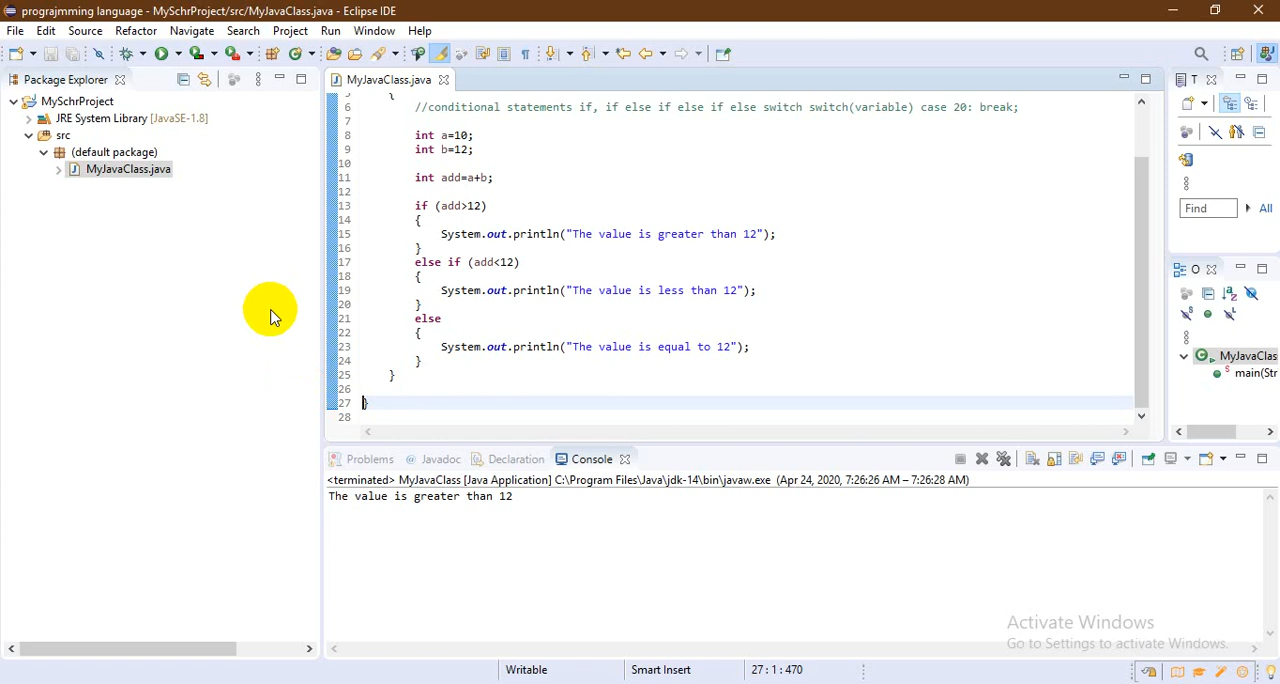 prograjmming language - MySchrProject/src/MyJavaClass.java - Eclipse IDE
File Edit Source Refactor Navigate Search Project Run Window Help
Package Explorer
MySchrProject
JRE System Library [JavaSE-1.8]
src
(default package)
MyJavaClass.java
MyJavaClass.java
6 //conditional statements if, if else if else if else switch switch(variable) case 20: break;
7
8 int a=10;
9 int b=12;
10
11 int add=a+b;
12
13 if (add>12)
14 {
15 System.out.println("The value is greater than 12");
16 }
17 else if (add<12)
18 {
19 System.out.println("The value is less than 12");
20 }
21 else
22 {
23 System.out.println("The value is equal to 12");
24 }
25 }
26
27 }
28
T
Find All
O
MyJavaClas
main(Str
Problems @ Javadoc Declaration Console
<terminated> MyJavaClass [Java Application] C:\Program Files\Java\jdk-14\bin\javaw.exe (Apr 24, 2020, 7:26:26 AM – 7:26:28 AM)
The value is greater than 12
Activate Windows
Go to Settings to activate Windows.
Writable Smart Insert 27 : 1 : 470